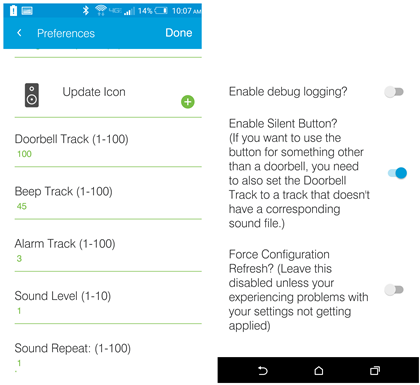 14% 10:07 AM
Preferences
Done
Update Icon
Doorbell Track (1-100)
100
Beep Track (1-100)
45
Alarm Track (1-100)
3
Sound Level (1-10)
1
Sound Repeat: (1-100)
1
Enable debug logging?
Enable Silent Button?
(If you want to use the
button for something other
than a doorbell, you need
to also set the Doorbell
Track to a track that doesn't
have a corresponding
sound file.)
Force Configuration
Refresh? (Leave this
disabled unless your
experiencing problems with
your settings not getting
applied)